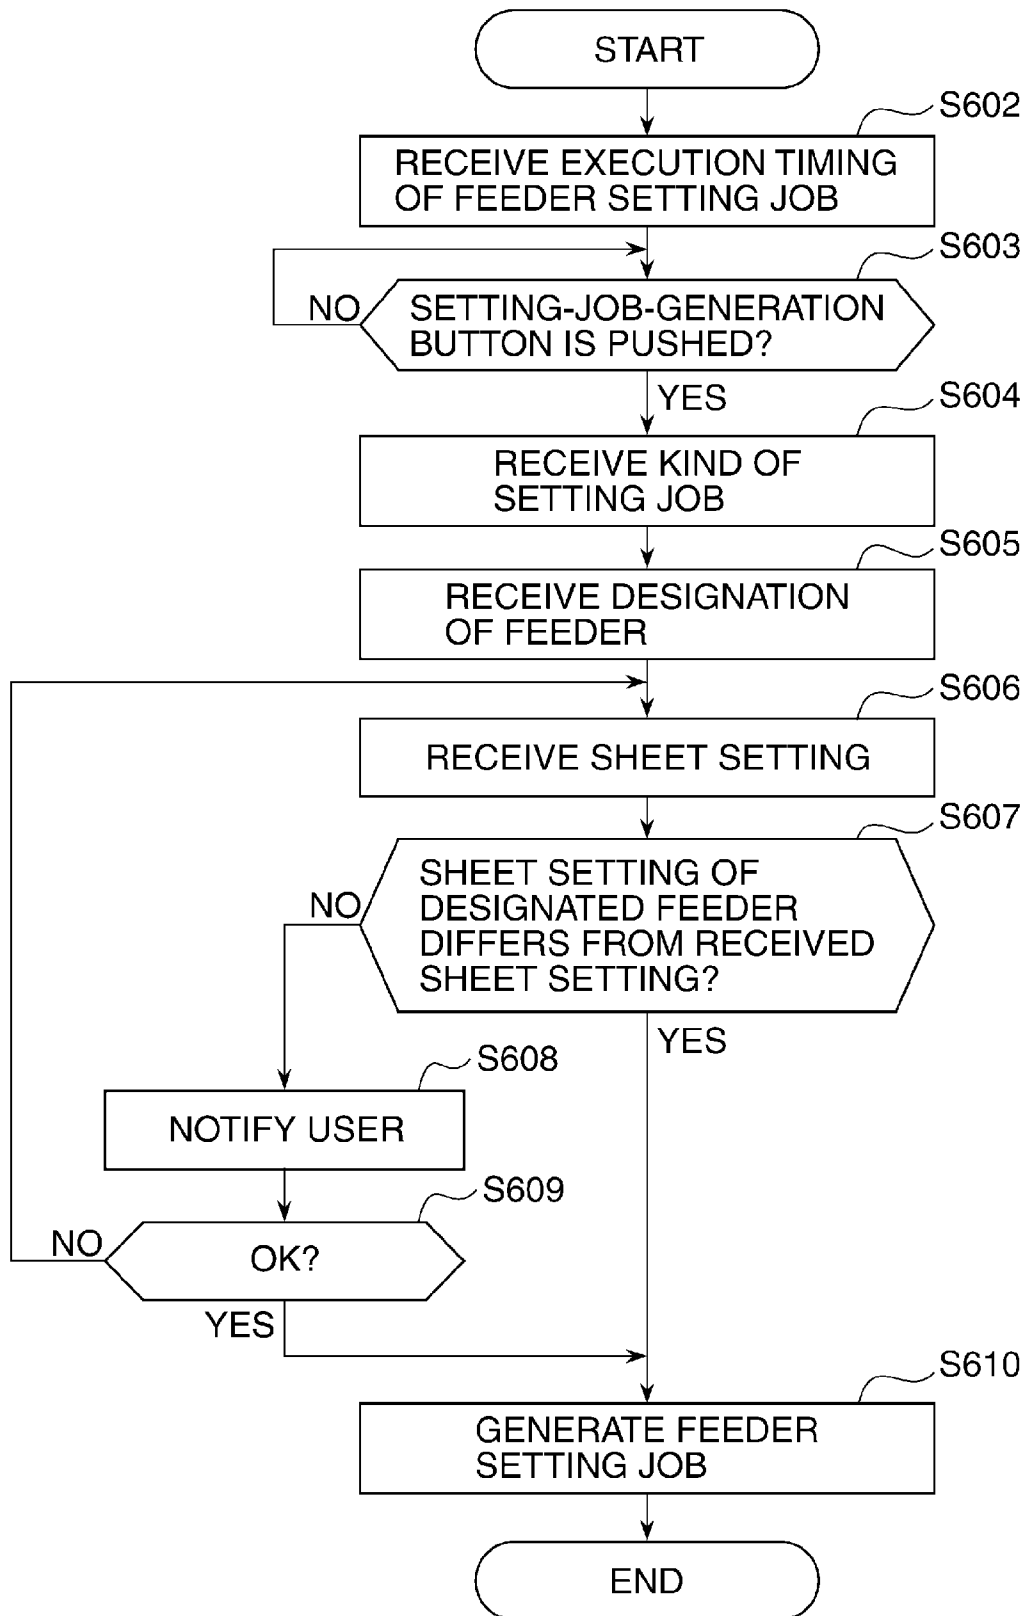 START
S602
RECEIVE EXECUTION TIMING
OF FEEDER SETTING JOB
S603
NO
SETTING-JOB-GENERATION
BUTTON IS PUSHED?
YES
S604
RECEIVE KIND OF
SETTING JOB
S605
RECEIVE DESIGNATION
OF FEEDER
S606
RECEIVE SHEET SETTING
S607
NO
SHEET SETTING OF
DESIGNATED FEEDER
DIFFERS FROM RECEIVED
SHEET SETTING?
YES
S608
NOTIFY USER
S609
NO
OK?
YES
S610
GENERATE FEEDER
SETTING JOB
END